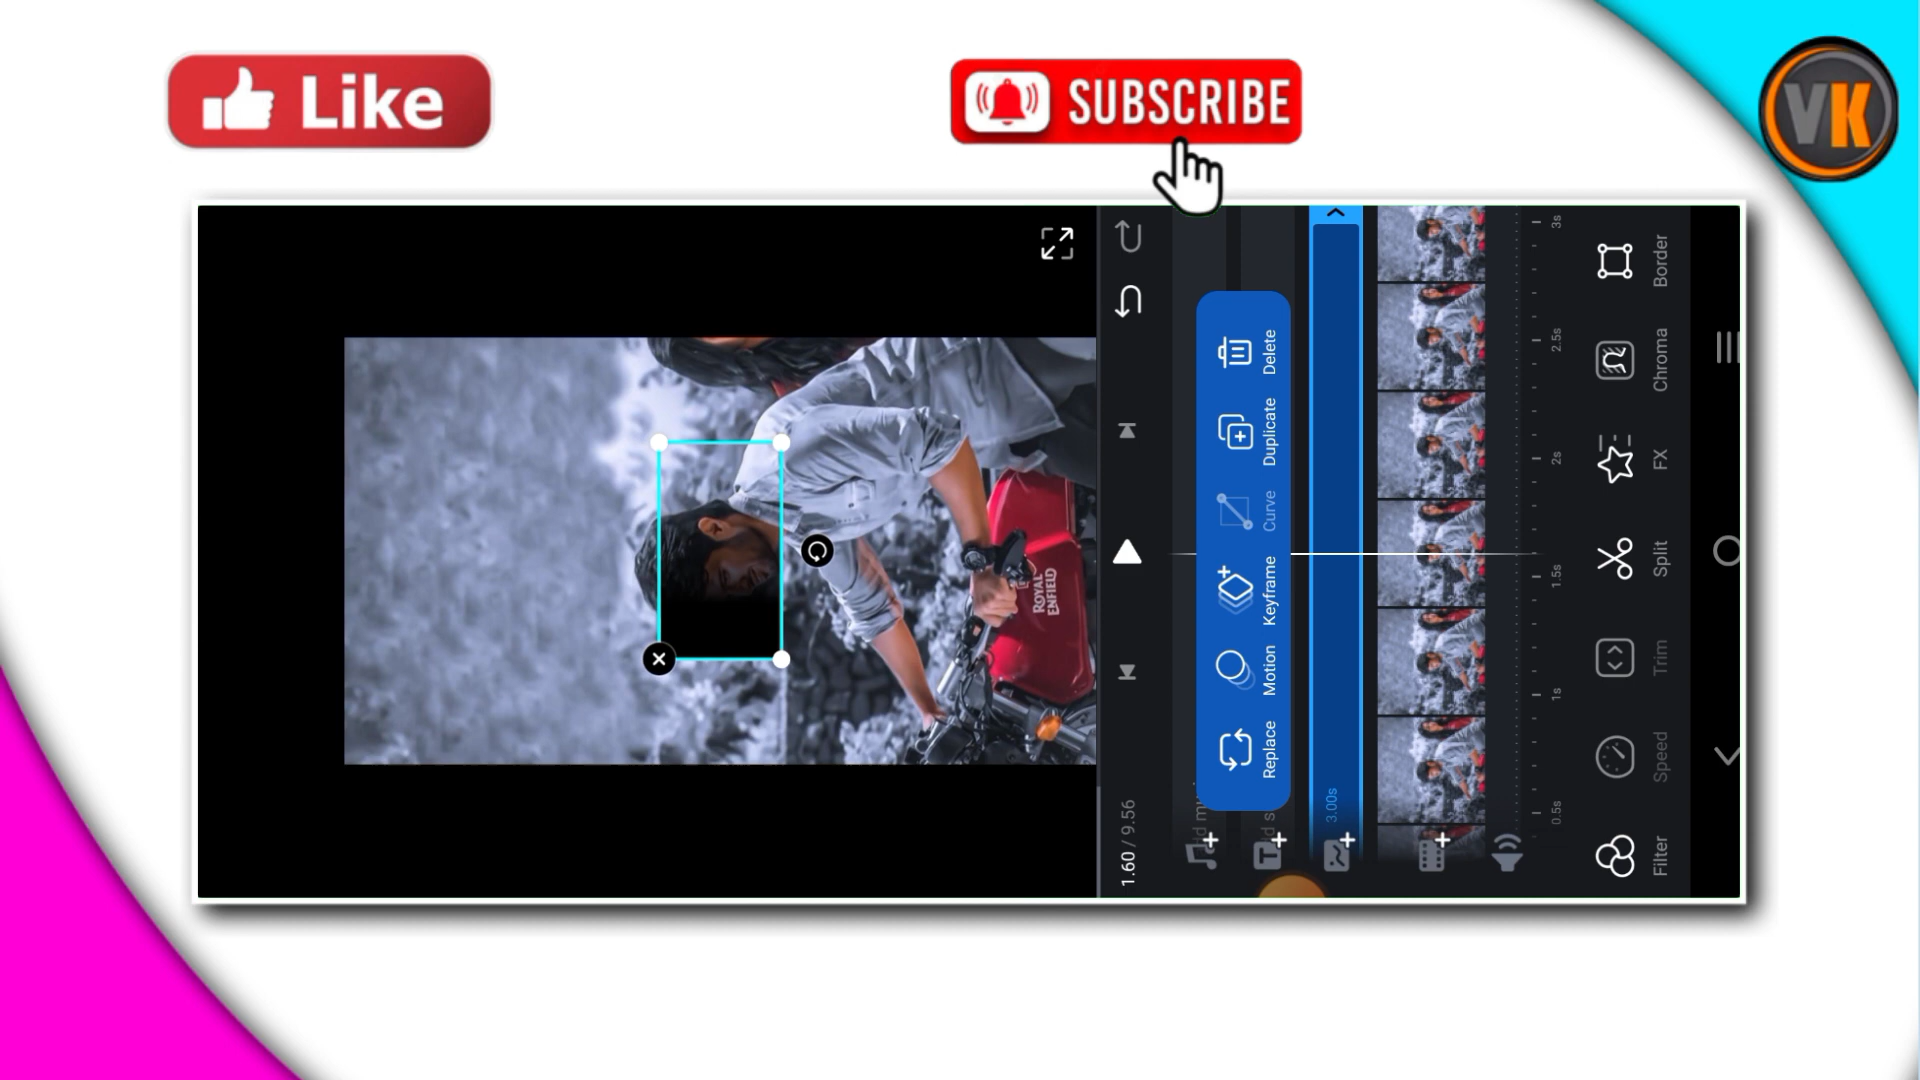 Like
SUBSCRIBE
VK
ROYAL
ENFIELD
1.60 / 9.56
Replace
Motion
Keyframe
Curve
Duplicate
Delete
3.00s
0.5s
1s
1.5s
2s
2.5s
3s
Filter
Speed
Trim
Split
FX
Chroma
Border